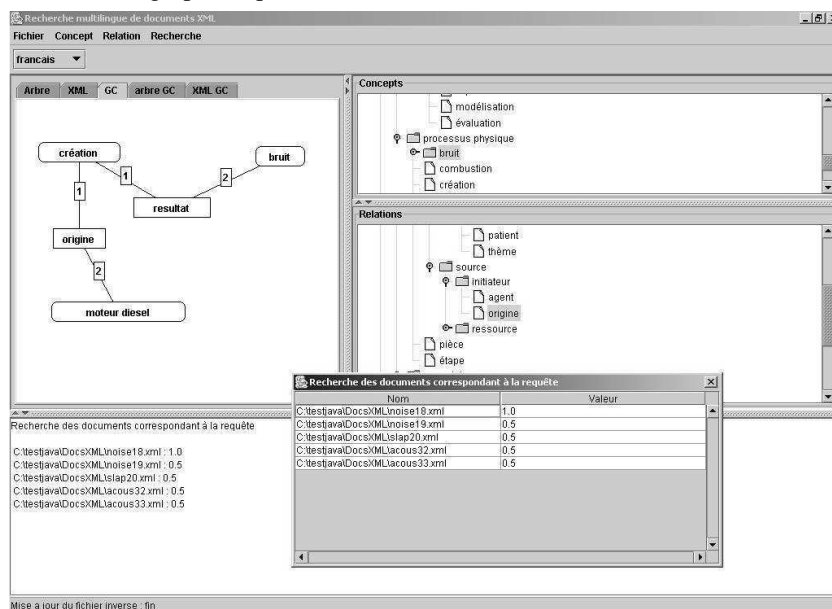 Recherche multilingue de documents XML
Fichier Concept Relation Recherche
francais
Arbre XML GC arbre GC XML GC
création
bruit
1
2
1
resultat
origine
2
moteur diesel
Concepts
modélisation
évaluation
processus physique
bruit
combustion
création
Relations
patient
thème
source
initiateur
agent
origine
ressource
pièce
étape
Recherche des documents correspondant à la requête
Nom Valeur
C:\testjava\DocsXML\noise18.xml 1.0
C:\testjava\DocsXML\noise19.xml 0.5
C:\testjava\DocsXML\slap20.xml 0.5
C:\testjava\DocsXML\acous32.xml 0.5
C:\testjava\DocsXML\acous33.xml 0.5
Recherche des documents correspondant à la requête
C:\testjava\DocsXML\noise18.xml : 1.0
C:\testjava\DocsXML\noise19.xml : 0.5
C:\testjava\DocsXML\slap20.xml : 0.5
C:\testjava\DocsXML\acous32.xml : 0.5
C:\testjava\DocsXML\acous33.xml : 0.5
Mise a jour du fichier inverse : fin